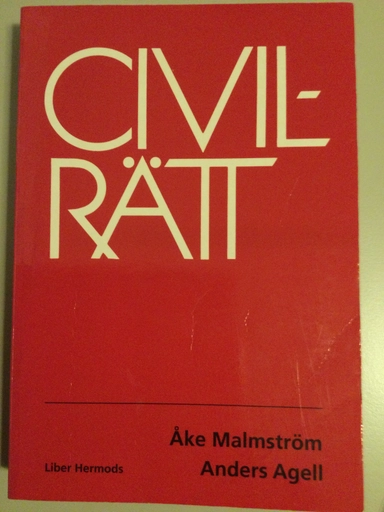 CIVIL-
RÄTT
Åke Malmström
Liber Hermods
Anders Agell